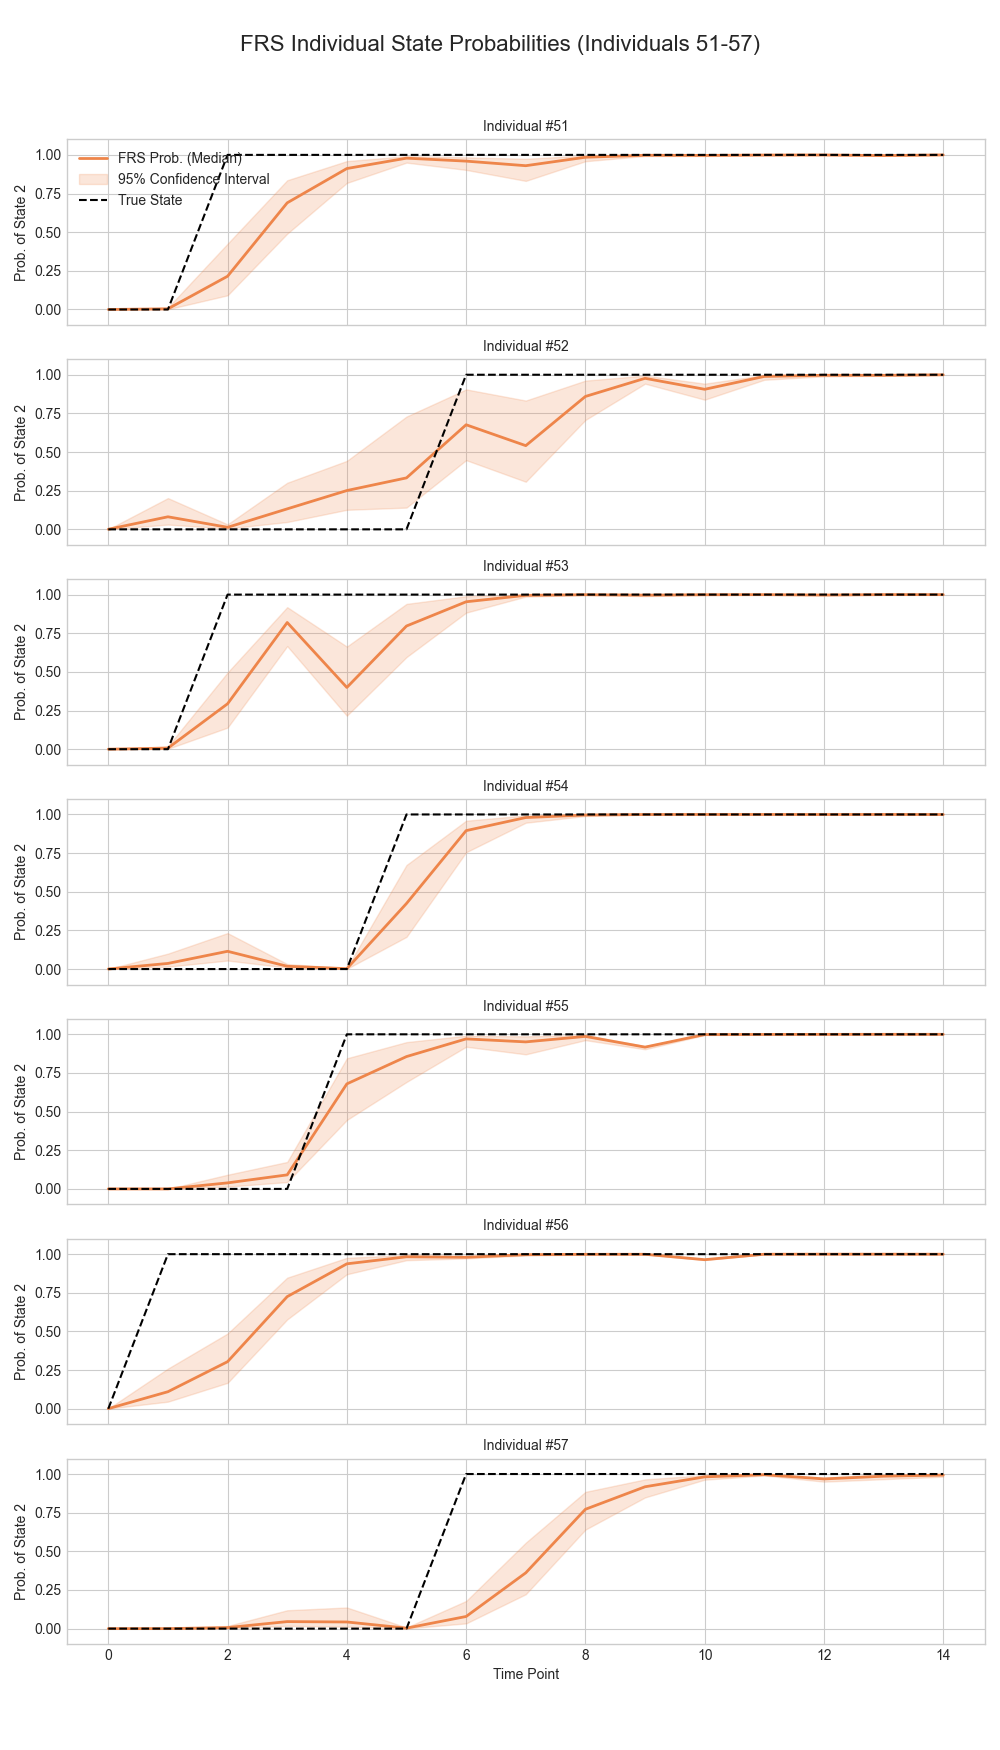 FRS Individual State Probabilities (Individuals 51-57)
Individual #51
FRS Prob. (Median)
95% Confidence Interval
True State
Prob. of State 2
1.00
0.75
0.50
0.25
0.00
Individual #52
Prob. of State 2
1.00
0.75
0.50
0.25
0.00
Individual #53
Prob. of State 2
1.00
0.75
0.50
0.25
0.00
Individual #54
Prob. of State 2
1.00
0.75
0.50
0.25
0.00
Individual #55
Prob. of State 2
1.00
0.75
0.50
0.25
0.00
Individual #56
Prob. of State 2
1.00
0.75
0.50
0.25
0.00
Individual #57
Prob. of State 2
1.00
0.75
0.50
0.25
0.00
0 2 4 6 8 10 12 14
Time Point